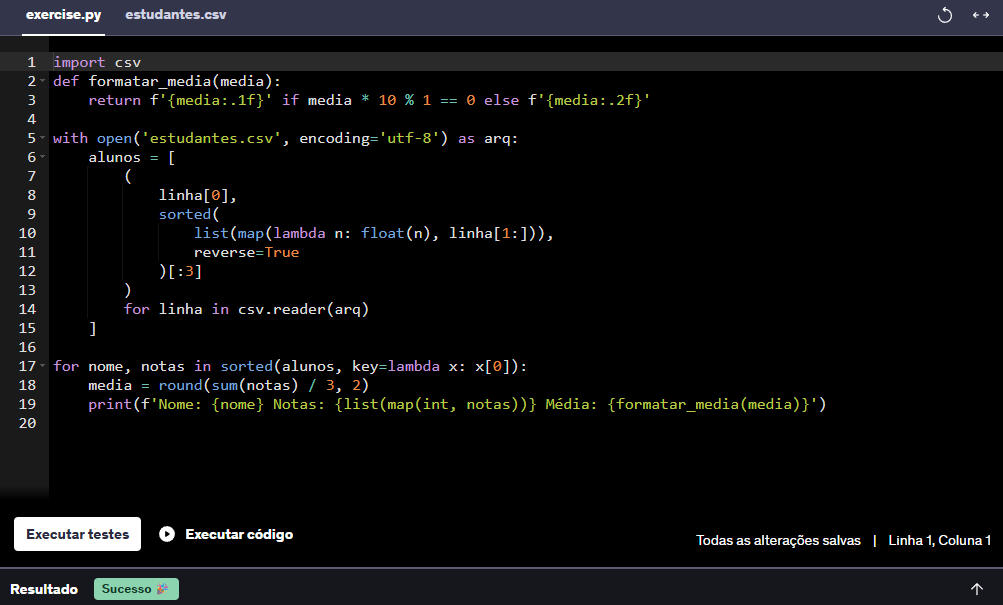 exercise.py estudantes.csv
1 import csv
2 def formatar_media(media):
3     return f'{media:.1f}' if media * 10 % 1 == 0 else f'{media:.2f}'
4
5 with open('estudantes.csv', encoding='utf-8') as arq:
6     alunos = [
7         (
8             linha[0],
9             sorted(
10                 list(map(lambda n: float(n), linha[1:])),
11                 reverse=True
12             )[:3]
13         )
14         for linha in csv.reader(arq)
15     ]
16
17 for nome, notas in sorted(alunos, key=lambda x: x[0]):
18     media = round(sum(notas) / 3, 2)
19     print(f'Nome: {nome} Notas: {list(map(int, notas))} Média: {formatar_media(media)}')
20
Executar testes Executar código
Todas as alterações salvas | Linha 1, Coluna 1
Resultado Sucesso 🎉